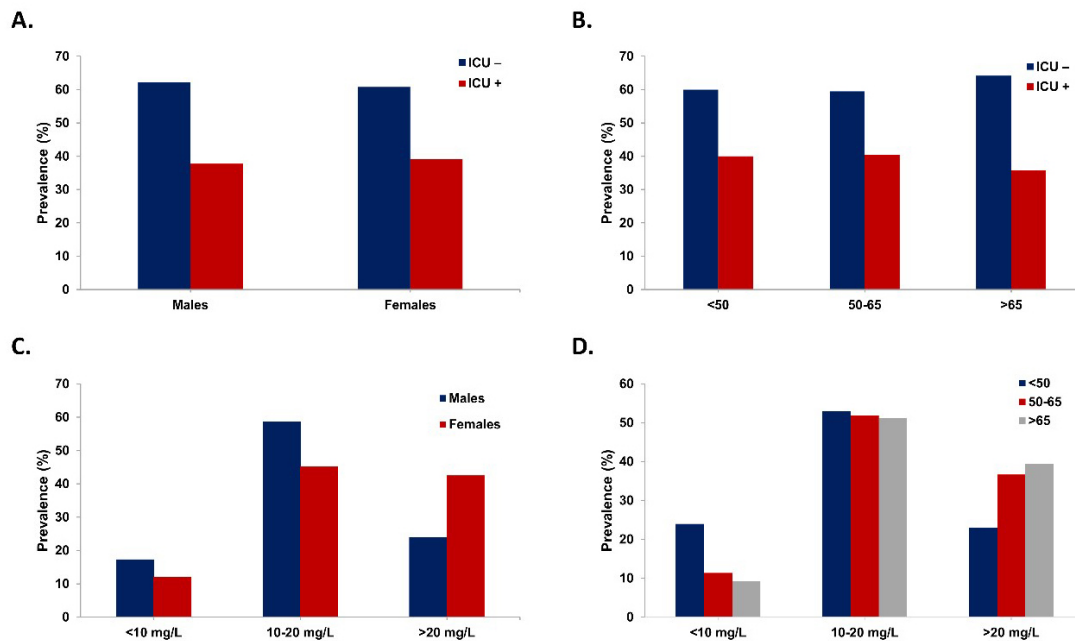 A.
ICU –
ICU +
70
60
50
40
30
20
10
0
Prevalence (%)
Males
Females
B.
ICU –
ICU +
70
60
50
40
30
20
10
0
Prevalence (%)
<50
50-65
>65
C.
Males
Females
70
60
50
40
30
20
10
0
Prevalence (%)
<10 mg/L
10-20 mg/L
>20 mg/L
D.
<50
50-65
>65
60
50
40
30
20
10
0
Prevalence (%)
<10 mg/L
10-20 mg/L
>20 mg/L